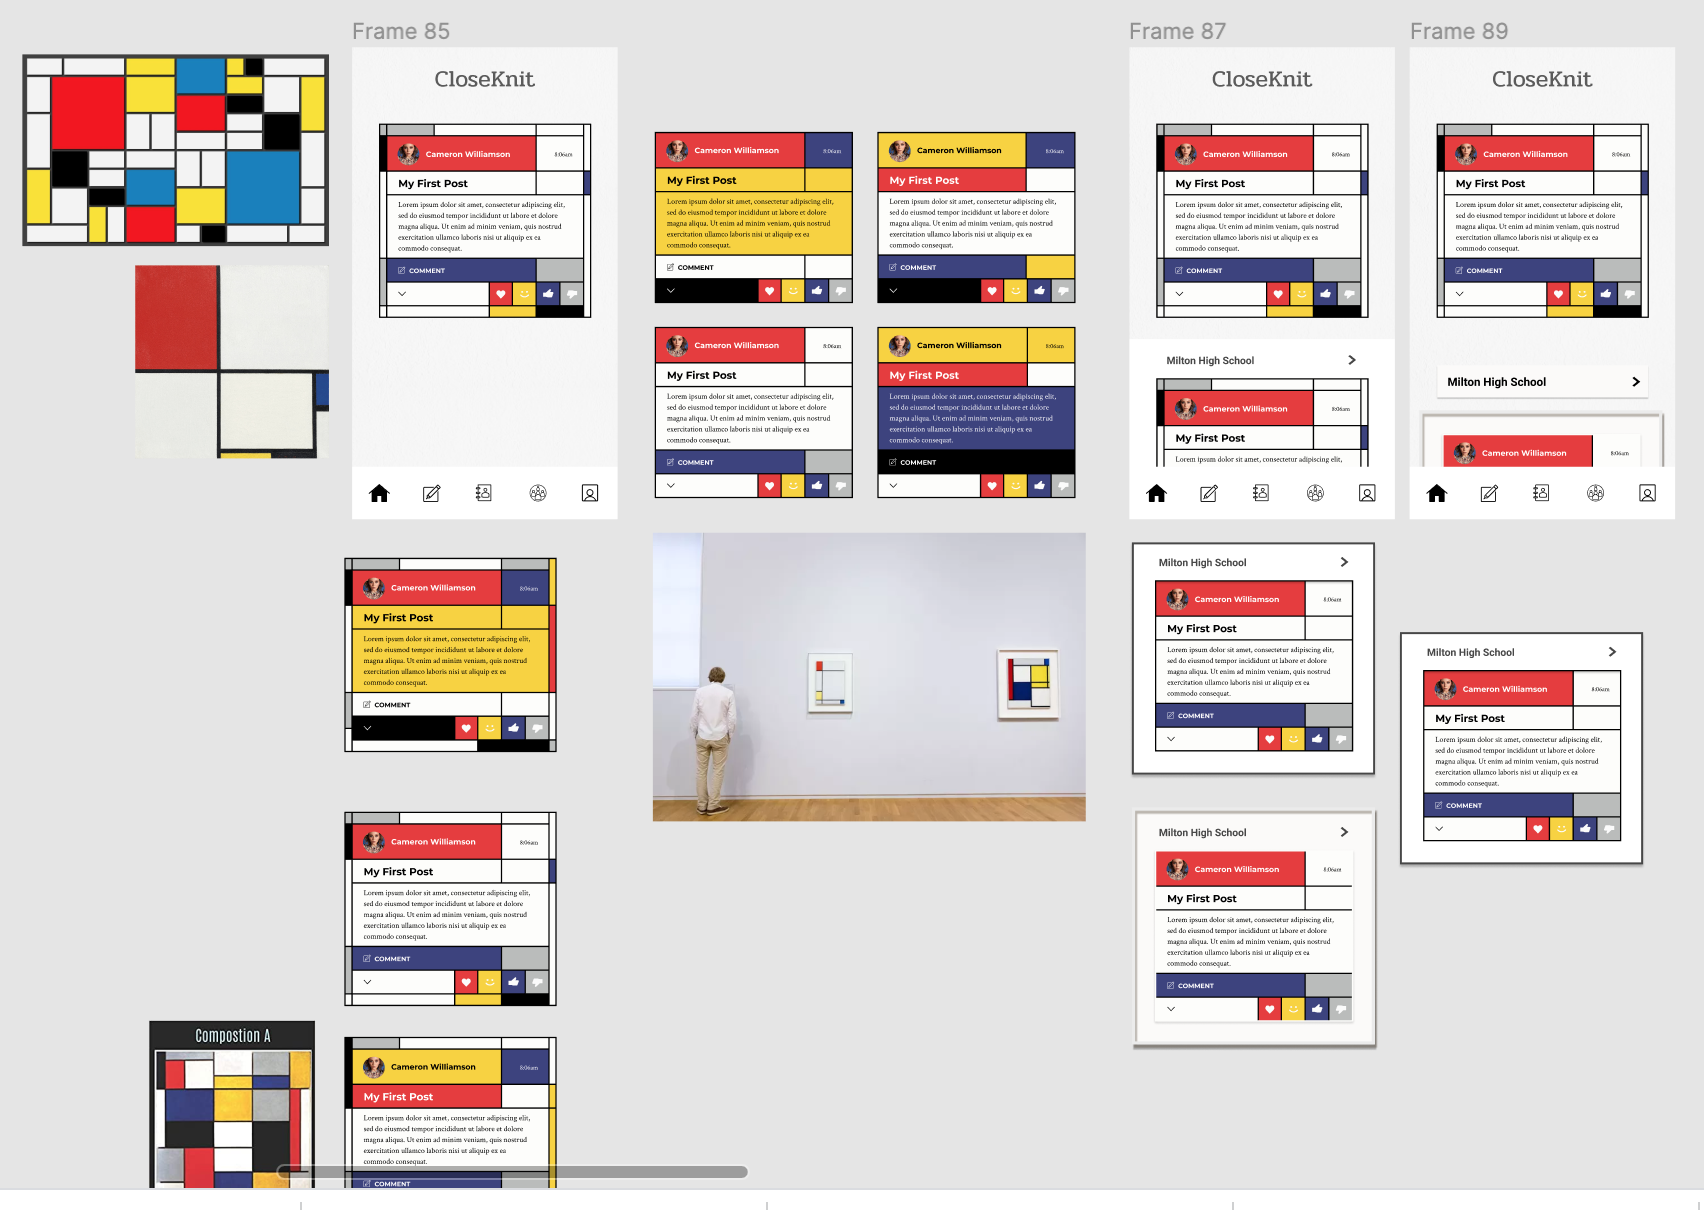 Frame 85
CloseKnit
Cameron Williamson
8:06am
My First Post
Lorem ipsum dolor sit amet, consectetur adipiscing elit,
sed do eiusmod tempor incididunt ut labore et dolore
magna aliqua. Ut enim ad minim veniam, quis nostrud
exercitation ullamco laboris nisi ut aliquip ex ea
commodo consequat.
COMMENT
Cameron Williamson
8:06am
My First Post
Lorem ipsum dolor sit amet, consectetur adipiscing elit,
sed do eiusmod tempor incididunt ut labore et dolore
magna aliqua. Ut enim ad minim veniam, quis nostrud
exercitation ullamco laboris nisi ut aliquip ex ea
commodo consequat.
COMMENT
Cameron Williamson
8:06am
My First Post
Lorem ipsum dolor sit amet, consectetur adipiscing elit,
sed do eiusmod tempor incididunt ut labore et dolore
magna aliqua. Ut enim ad minim veniam, quis nostrud
exercitation ullamco laboris nisi ut aliquip ex ea
commodo consequat.
COMMENT
Cameron Williamson
8:06am
My First Post
Lorem ipsum dolor sit amet, consectetur adipiscing elit,
sed do eiusmod tempor incididunt ut labore et dolore
magna aliqua. Ut enim ad minim veniam, quis nostrud
exercitation ullamco laboris nisi ut aliquip ex ea
commodo consequat.
COMMENT
Cameron Williamson
8:06am
My First Post
Lorem ipsum dolor sit amet, consectetur adipiscing elit,
sed do eiusmod tempor incididunt ut labore et dolore
magna aliqua. Ut enim ad minim veniam, quis nostrud
exercitation ullamco laboris nisi ut aliquip ex ea
commodo consequat.
COMMENT
Frame 87
CloseKnit
Cameron Williamson
8:06am
My First Post
Lorem ipsum dolor sit amet, consectetur adipiscing elit,
sed do eiusmod tempor incididunt ut labore et dolore
magna aliqua. Ut enim ad minim veniam, quis nostrud
exercitation ullamco laboris nisi ut aliquip ex ea
commodo consequat.
COMMENT
Milton High School
Cameron Williamson
8:06am
My First Post
Lorem ipsum dolor sit amet, consectetur adipiscing elit,
Frame 89
CloseKnit
Cameron Williamson
8:06am
My First Post
Lorem ipsum dolor sit amet, consectetur adipiscing elit,
sed do eiusmod tempor incididunt ut labore et dolore
magna aliqua. Ut enim ad minim veniam, quis nostrud
exercitation ullamco laboris nisi ut aliquip ex ea
commodo consequat.
COMMENT
Milton High School
Cameron Williamson
8:06am
Cameron Williamson
8:06am
My First Post
Lorem ipsum dolor sit amet, consectetur adipiscing elit,
sed do eiusmod tempor incididunt ut labore et dolore
magna aliqua. Ut enim ad minim veniam, quis nostrud
exercitation ullamco laboris nisi ut aliquip ex ea
commodo consequat.
COMMENT
Cameron Williamson
8:06am
My First Post
Lorem ipsum dolor sit amet, consectetur adipiscing elit,
sed do eiusmod tempor incididunt ut labore et dolore
magna aliqua. Ut enim ad minim veniam, quis nostrud
exercitation ullamco laboris nisi ut aliquip ex ea
commodo consequat.
COMMENT
Compostion A
Cameron Williamson
8:06am
My First Post
Lorem ipsum dolor sit amet, consectetur adipiscing elit,
sed do eiusmod tempor incididunt ut labore et dolore
magna aliqua. Ut enim ad minim veniam, quis nostrud
exercitation ullamco laboris nisi ut aliquip ex ea
commodo consequat.
COMMENT
Milton High School
Cameron Williamson
8:06am
My First Post
Lorem ipsum dolor sit amet, consectetur adipiscing elit,
sed do eiusmod tempor incididunt ut labore et dolore
magna aliqua. Ut enim ad minim veniam, quis nostrud
exercitation ullamco laboris nisi ut aliquip ex ea
commodo consequat.
COMMENT
Milton High School
Cameron Williamson
8:06am
My First Post
Lorem ipsum dolor sit amet, consectetur adipiscing elit,
sed do eiusmod tempor incididunt ut labore et dolore
magna aliqua. Ut enim ad minim veniam, quis nostrud
exercitation ullamco laboris nisi ut aliquip ex ea
commodo consequat.
COMMENT
Milton High School
Cameron Williamson
8:06am
My First Post
Lorem ipsum dolor sit amet, consectetur adipiscing elit,
sed do eiusmod tempor incididunt ut labore et dolore
magna aliqua. Ut enim ad minim veniam, quis nostrud
exercitation ullamco laboris nisi ut aliquip ex ea
commodo consequat.
COMMENT